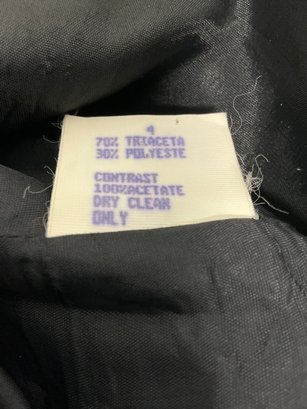 4
70% TRIACETA
30% POLYESTE
CONTRAST
100%ACETATE
DRY CLEAN
ONLY